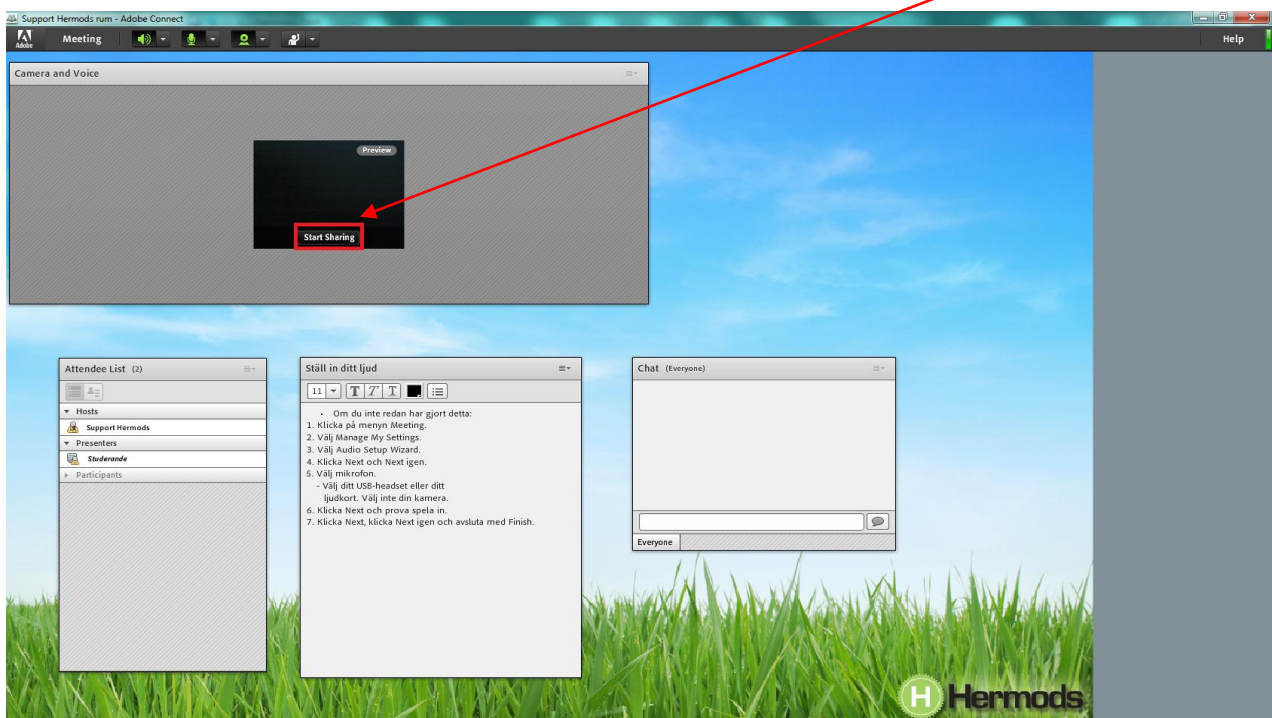 Support Hermods rum - Adobe Connect
Adobe
Meeting
Help
Camera and Voice
Preview
Start Sharing
Attendee List (2)
Hosts
Support Hermods
Presenters
Studerande
Participants
Ställ in ditt ljud
11 T T T
• Om du inte redan har gjort detta:
1. Klicka på menyn Meeting.
2. Välj Manage My Settings.
3. Välj Audio Setup Wizard.
4. Klicka Next och Next igen.
5. Välj mikrofon.
- Välj ditt USB-headset eller ditt
ljudkort. Välj inte din kamera.
6. Klicka Next och prova spela in.
7. Klicka Next, klicka Next igen och avsluta med Finish.
Chat (Everyone)
Everyone
H Hermods